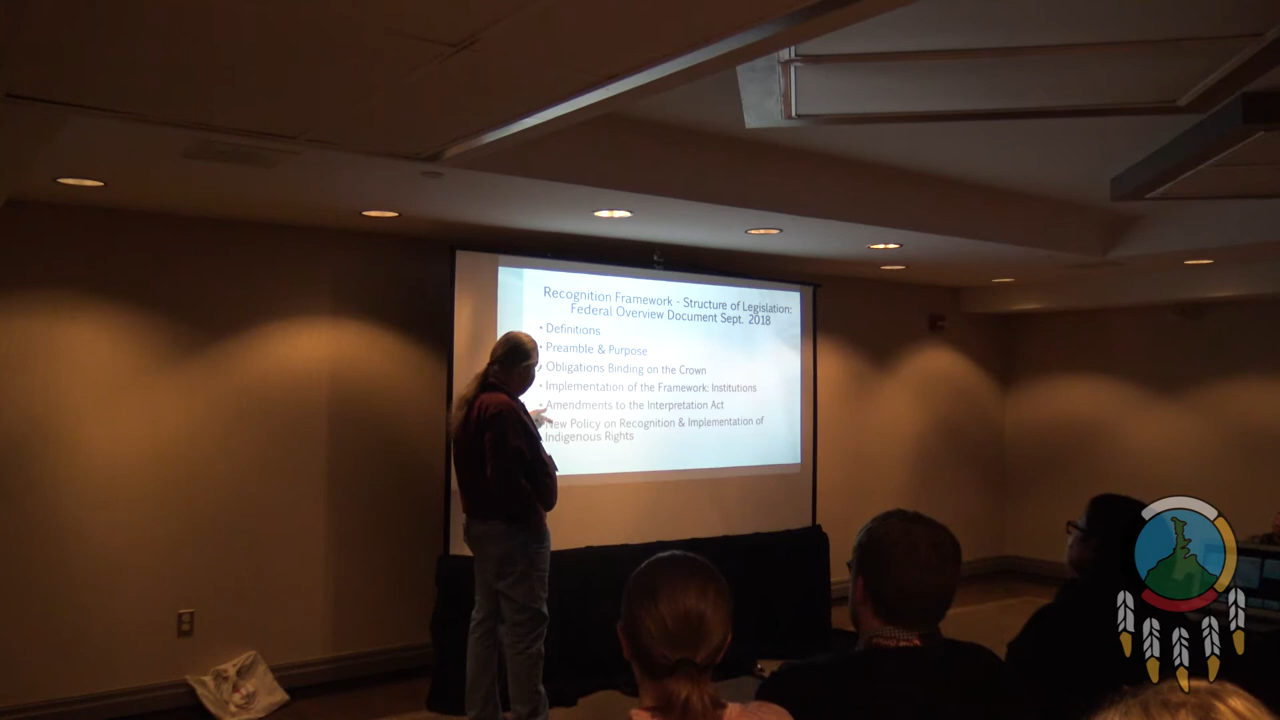 Recognition Framework - Structure of Legislation:
Federal Overview Document Sept. 2018
• Definitions
• Preamble & Purpose
• Obligations Binding on the Crown
• Implementation of the Framework: Institutions
• Amendments to the Interpretation Act
New Policy on Recognition & Implementation of
Indigenous Rights